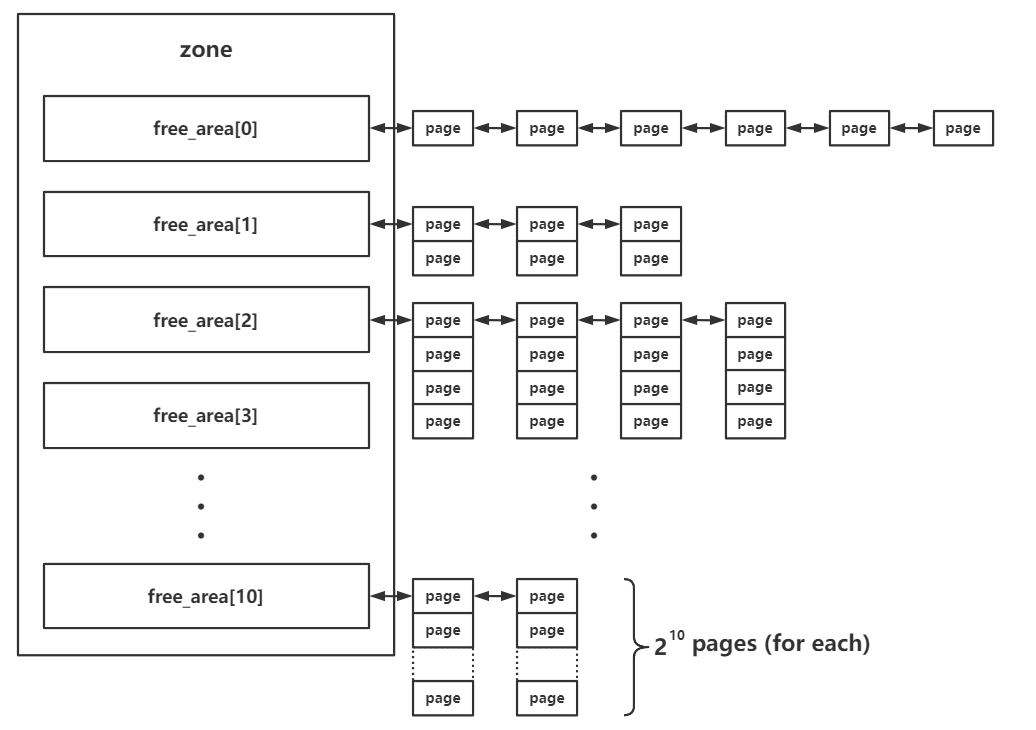 zone
free_area[0]
page page page page page page
free_area[1]
page page page
page page page
free_area[2]
page page page page
page page page page
page page page page
free_area[3]
page page page page
free_area[10]
page page
page page
2^10 pages (for each)
page page